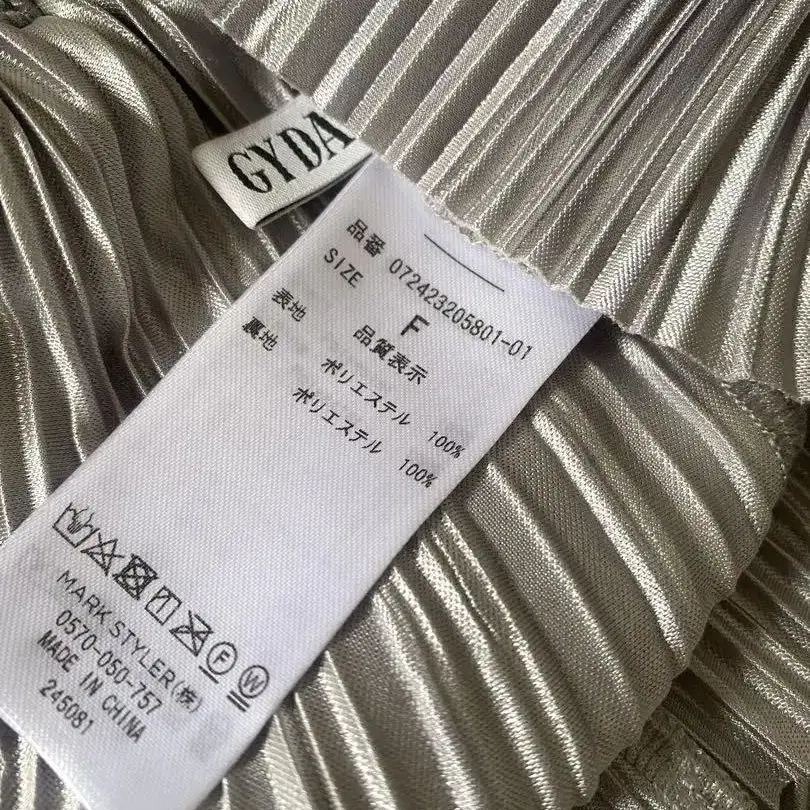 GYDA
品番 072423205801-01
SIZE F
品質表示
表地 ポリエステル 100%
裏地 ポリエステル 100%
MARK STYLER(株)
0570-050-757
MADE IN CHINA
245081